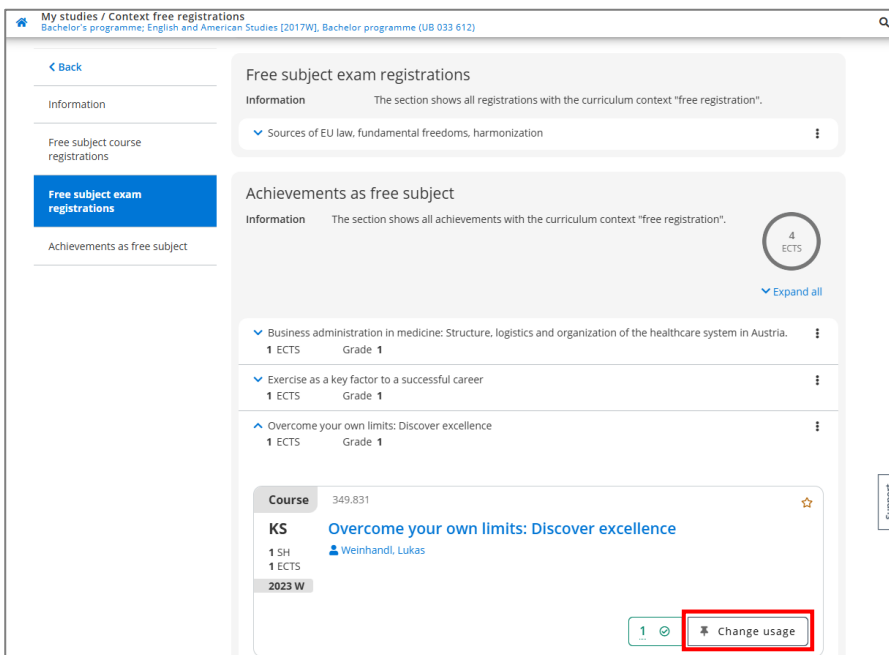 My studies / Context free registrations
Bachelor's programme; English and American Studies [2017W], Bachelor programme (UB 033 612)
Back
Information
Free subject course
registrations
Free subject exam
registrations
Achievements as free subject
Free subject exam registrations
Information The section shows all registrations with the curriculum context "free registration".
Sources of EU law, fundamental freedoms, harmonization
Achievements as free subject
Information The section shows all achievements with the curriculum context "free registration".
4
ECTS
Expand all
Business administration in medicine: Structure, logistics and organization of the healthcare system in Austria.
1 ECTS Grade 1
Exercise as a key factor to a successful career
1 ECTS Grade 1
Overcome your own limits: Discover excellence
1 ECTS Grade 1
Course 349.831
KS Overcome your own limits: Discover excellence
1 SH Weinhandl, Lukas
1 ECTS
2023 W
1 Change usage
Support